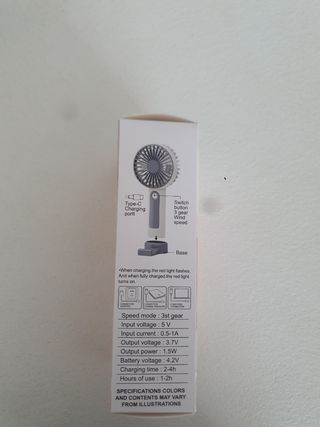 Type-C
Charging
port!
Switch
button
3 gear
Wind
speed
Base
•When charging the red light flashes.
And when fully charged the red light
turns on.
Speed mode : 3st gear
Input voltage : 5 V
Input current : 0.5-1A
Output voltage : 3.7V
Output power : 1.5W
Battery voltage : 4.2V
Charging time : 2-4h
Hours of use : 1-2h
SPECIFICATIONS COLORS
AND CONTENTS MAY VARY
FROM ILLUSTRATIONS